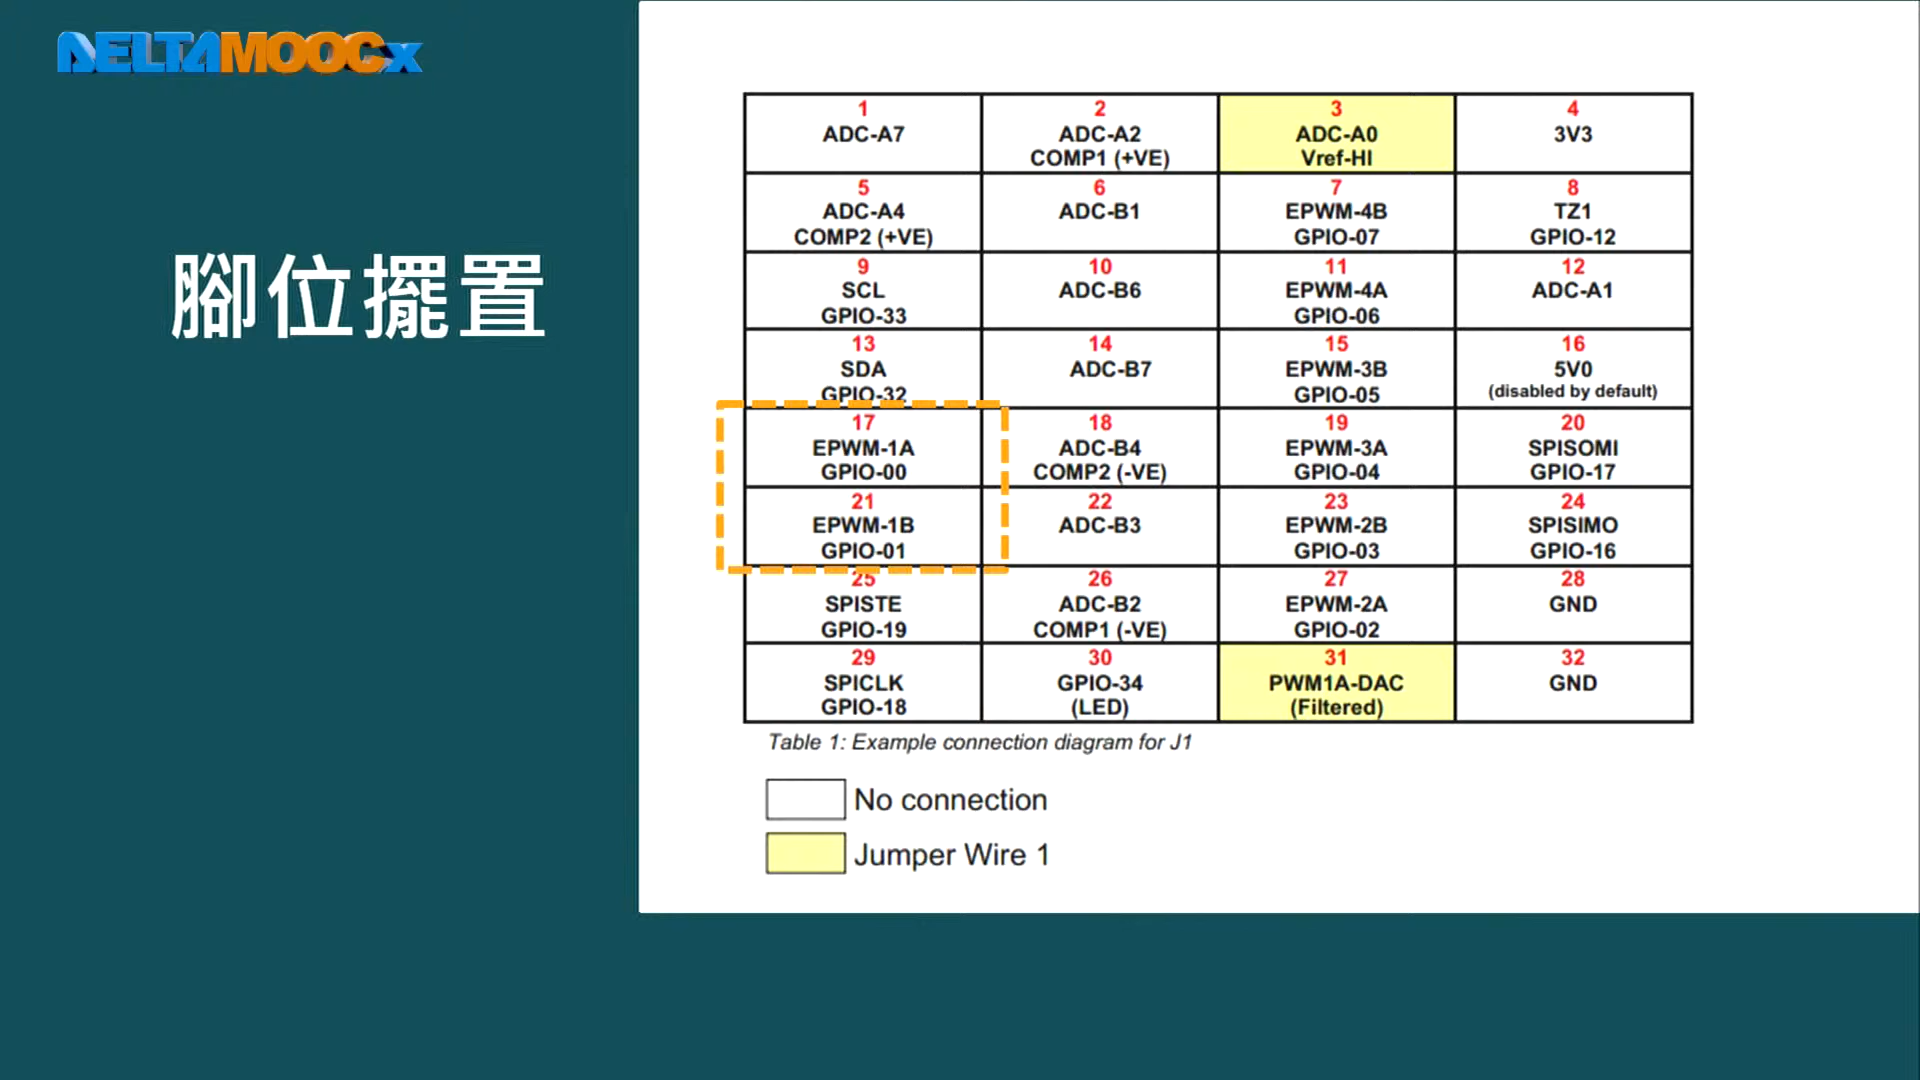 DELTAMOOCx
腳位擺置
1
ADC-A7
2
ADC-A2
COMP1 (+VE)
3
ADC-A0
Vref-HI
4
3V3
5
ADC-A4
COMP2 (+VE)
6
ADC-B1
7
EPWM-4B
GPIO-07
8
TZ1
GPIO-12
9
SCL
GPIO-33
10
ADC-B6
11
EPWM-4A
GPIO-06
12
ADC-A1
13
SDA
GPIO-32
14
ADC-B7
15
EPWM-3B
GPIO-05
16
5V0
(disabled by default)
17
EPWM-1A
GPIO-00
18
ADC-B4
COMP2 (-VE)
19
EPWM-3A
GPIO-04
20
SPISOMI
GPIO-17
21
EPWM-1B
GPIO-01
22
ADC-B3
23
EPWM-2B
GPIO-03
24
SPISIMO
GPIO-16
25
SPISTE
GPIO-19
26
ADC-B2
COMP1 (-VE)
27
EPWM-2A
GPIO-02
28
GND
29
SPICLK
GPIO-18
30
GPIO-34
(LED)
31
PWM1A-DAC
(Filtered)
32
GND
Table 1: Example connection diagram for J1
No connection
Jumper Wire 1